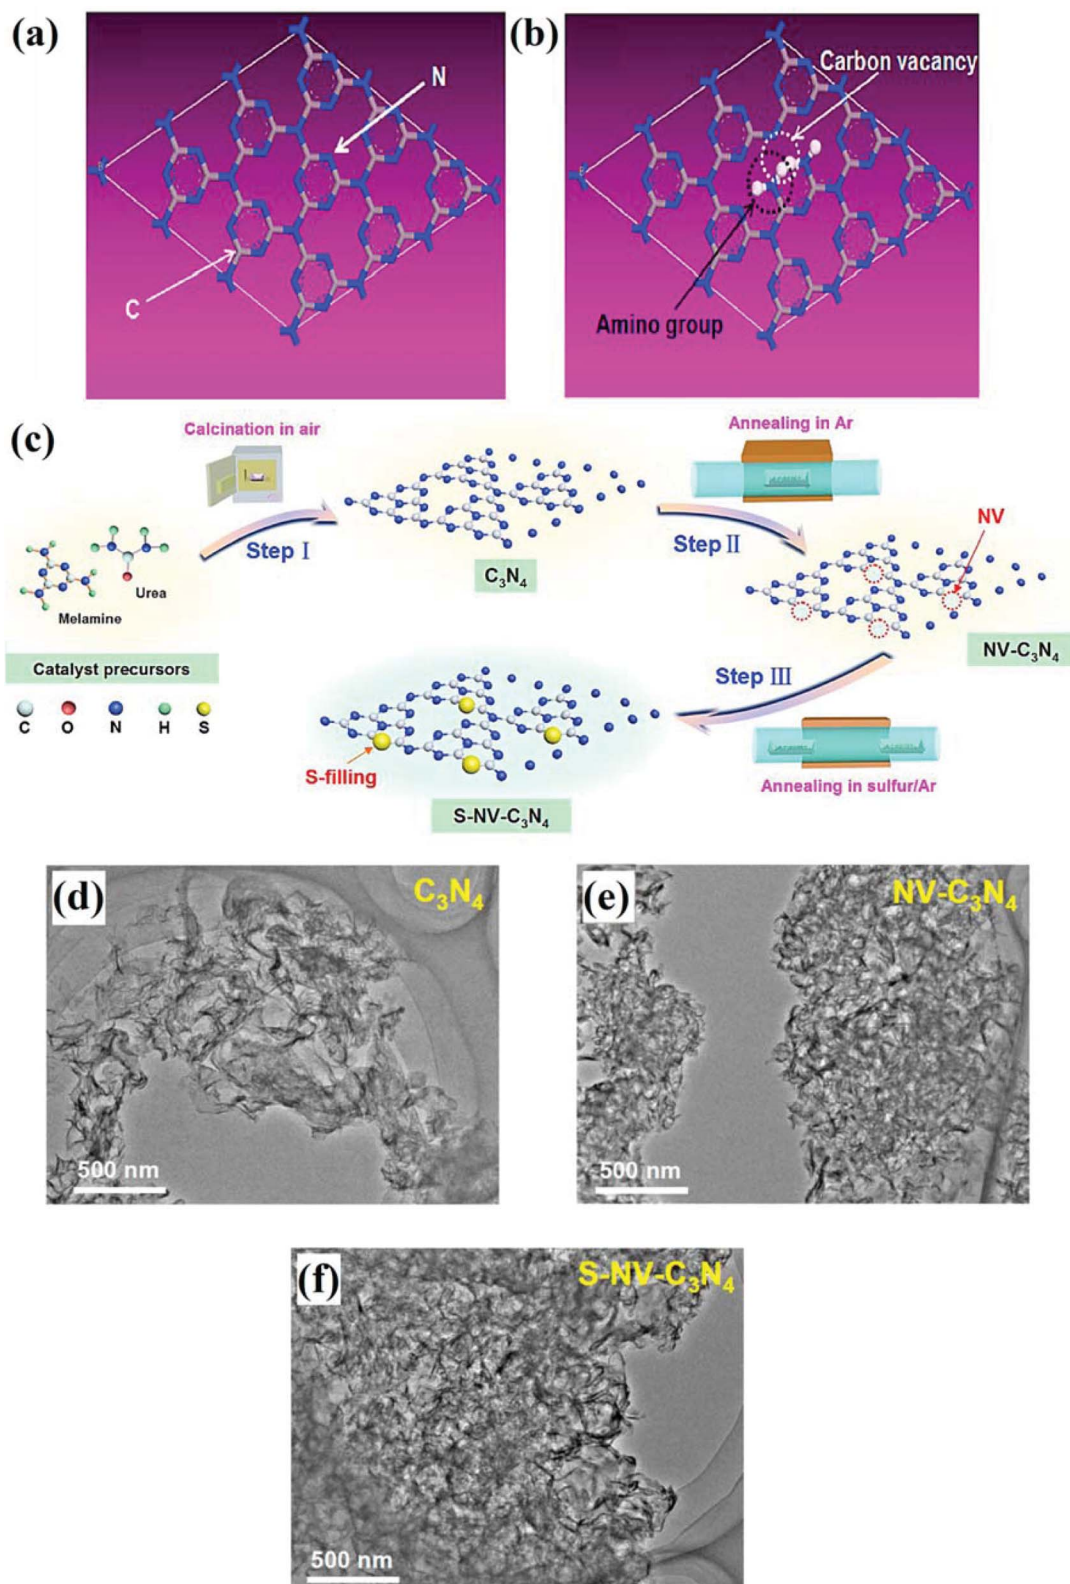 (a)
N
C
(b)
Carbon vacancy
Amino group
(c)
Calcination in air
Step I
Melamine
Urea
Catalyst precursors
C O N H S
C₃N₄
Annealing in Ar
Step II
NV
NV-C₃N₄
Step III
Annealing in sulfur/Ar
S-filling
S-NV-C₃N₄
(d)
C₃N₄
500 nm
(e)
NV-C₃N₄
500 nm
(f)
S-NV-C₃N₄
500 nm